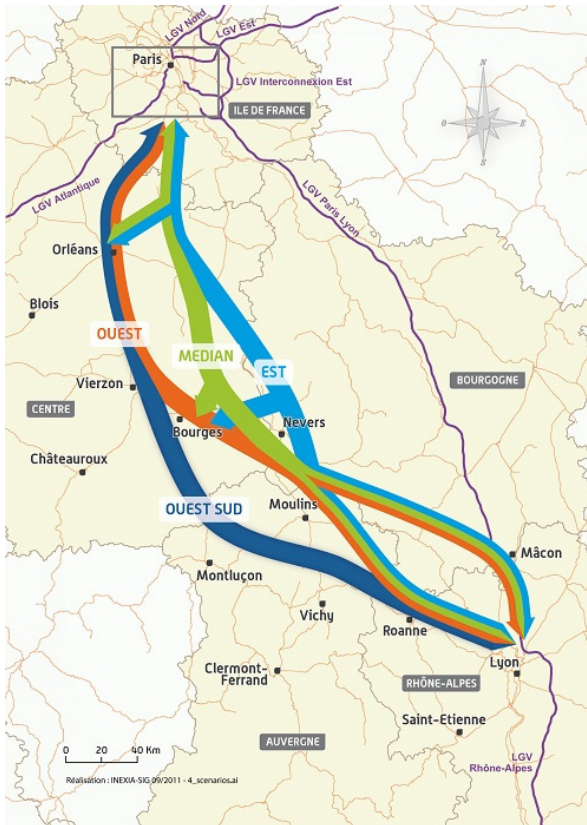 LGV Nord
LGV Est
Paris
LGV Interconnexion Est
ILE DE FRANCE
N
O
E
S
LGV Atlantique
LGV Paris Lyon
Orléans
Blois
OUEST
MEDIAN
EST
BOURGOGNE
Vierzon
CENTRE
Bourges
Nevers
Châteauroux
OUEST SUD
Moulins
Mâcon
Montluçon
Vichy
Roanne
Lyon
Clermont-
Ferrand
RHÔNE-ALPES
Saint-Etienne
AUVERGNE
0 20 40 Km
LGV
Rhône-Alpes
Réalisation : INEXIA-SIG 09/2011 - 4_scenarios.ai